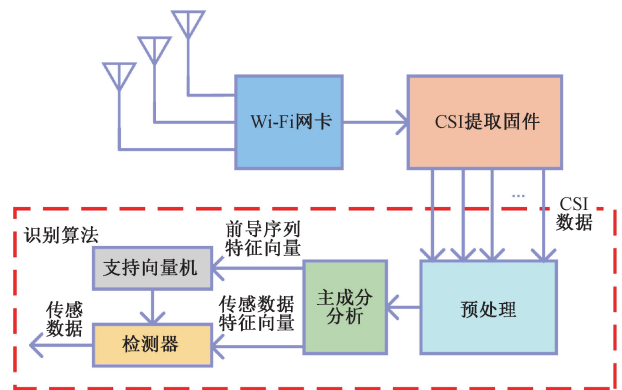 Wi-Fi网卡
CSI提取固件
...
CSI
数据
识别算法
前导序列
特征向量
支持向量机
主成分
分析
预处理
传感
数据
检测器
传感数据
特征向量